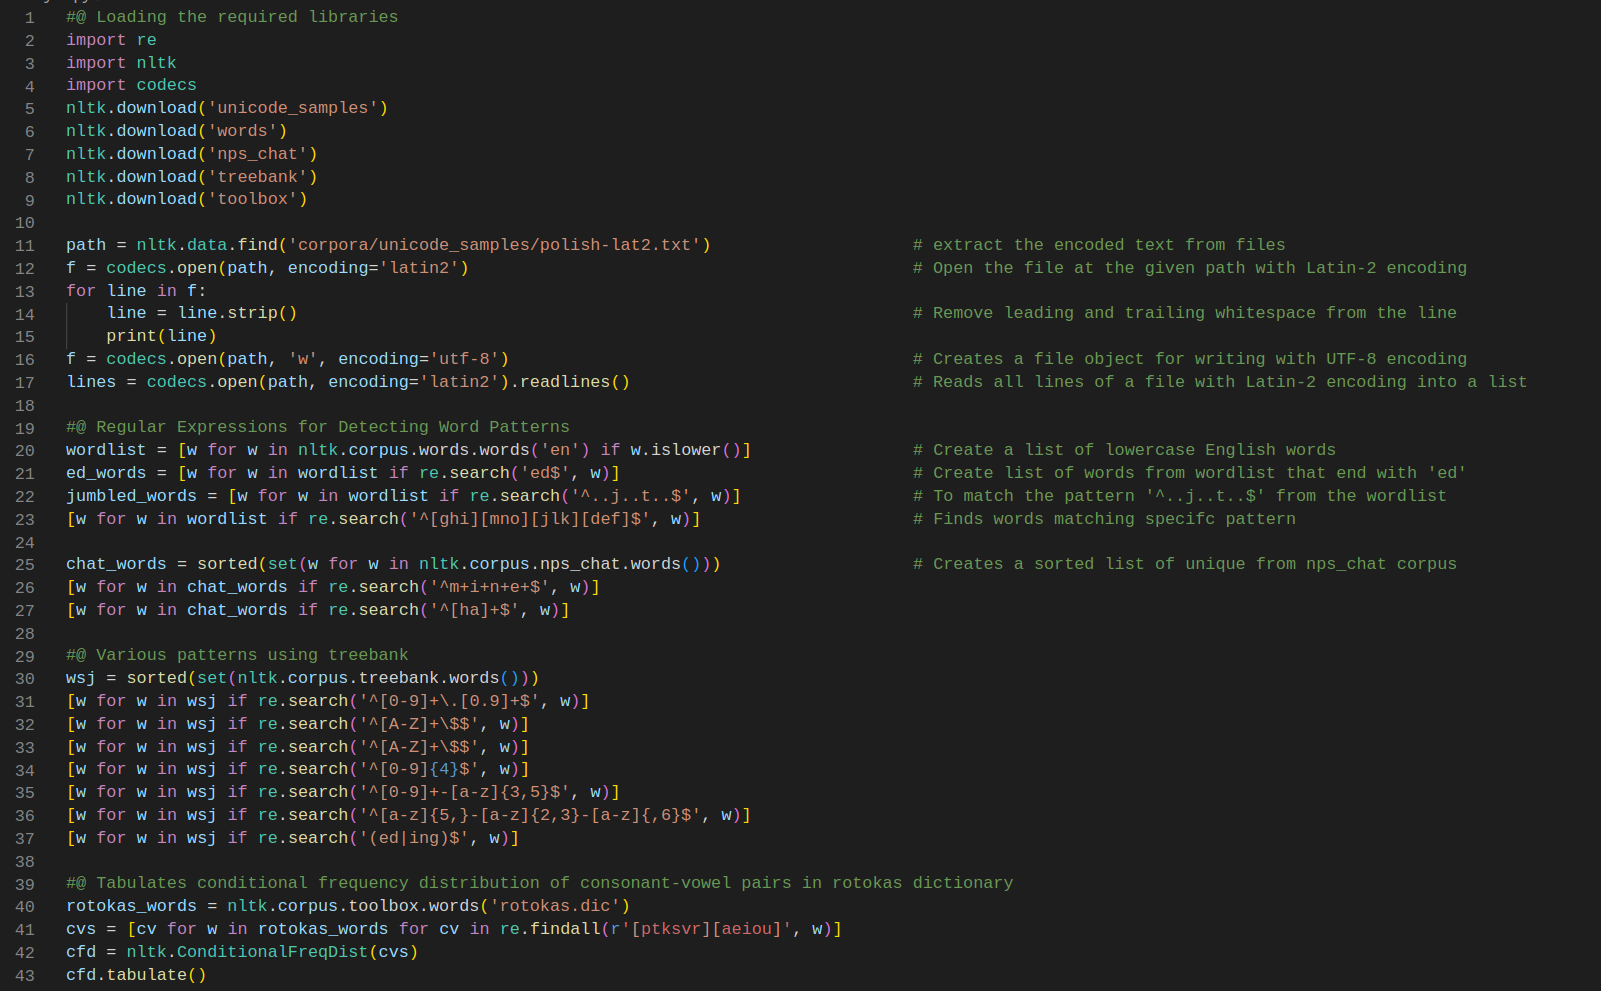 1 #@ Loading the required libraries
2 import re
3 import nltk
4 import codecs
5 nltk.download('unicode_samples')
6 nltk.download('words')
7 nltk.download('nps_chat')
8 nltk.download('treebank')
9 nltk.download('toolbox')
10
11 path = nltk.data.find('corpora/unicode_samples/polish-lat2.txt') # extract the encoded text from files
12 f = codecs.open(path, encoding='latin2') # Open the file at the given path with Latin-2 encoding
13 for line in f:
14     line = line.strip() # Remove leading and trailing whitespace from the line
15     print(line)
16 f = codecs.open(path, 'w', encoding='utf-8') # Creates a file object for writing with UTF-8 encoding
17 lines = codecs.open(path, encoding='latin2').readlines() # Reads all lines of a file with Latin-2 encoding into a list
18
19 #@ Regular Expressions for Detecting Word Patterns
20 wordlist = [w for w in nltk.corpus.words.words('en') if w.islower()] # Create a list of lowercase English words
21 ed_words = [w for w in wordlist if re.search('ed$', w)] # Create list of words from wordlist that end with 'ed'
22 jumbled_words = [w for w in wordlist if re.search('^..j..t..$', w)] # To match the pattern '^..j..t..$' from the wordlist
23 [w for w in wordlist if re.search('^[ghi][mno][jlk][def]$', w)] # Finds words matching specifc pattern
24
25 chat_words = sorted(set(w for w in nltk.corpus.nps_chat.words())) # Creates a sorted list of unique from nps_chat corpus
26 [w for w in chat_words if re.search('^m+i+n+e+$', w)]
27 [w for w in chat_words if re.search('^[ha]+$', w)]
28
29 #@ Various patterns using treebank
30 wsj = sorted(set(nltk.corpus.treebank.words()))
31 [w for w in wsj if re.search('^[0-9]+\.[0.9]+$', w)]
32 [w for w in wsj if re.search('^[A-Z]+\$$', w)]
33 [w for w in wsj if re.search('^[A-Z]+\$$', w)]
34 [w for w in wsj if re.search('^[0-9]{4}$', w)]
35 [w for w in wsj if re.search('^[0-9]+-[a-z]{3,5}$', w)]
36 [w for w in wsj if re.search('^[a-z]{5,}-[a-z]{2,3}-[a-z]{,6}$', w)]
37 [w for w in wsj if re.search('(ed|ing)$', w)]
38
39 #@ Tabulates conditional frequency distribution of consonant-vowel pairs in rotokas dictionary
40 rotokas_words = nltk.corpus.toolbox.words('rotokas.dic')
41 cvs = [cv for w in rotokas_words for cv in re.findall(r'[ptksvr][aeiou]', w)]
42 cfd = nltk.ConditionalFreqDist(cvs)
43 cfd.tabulate()